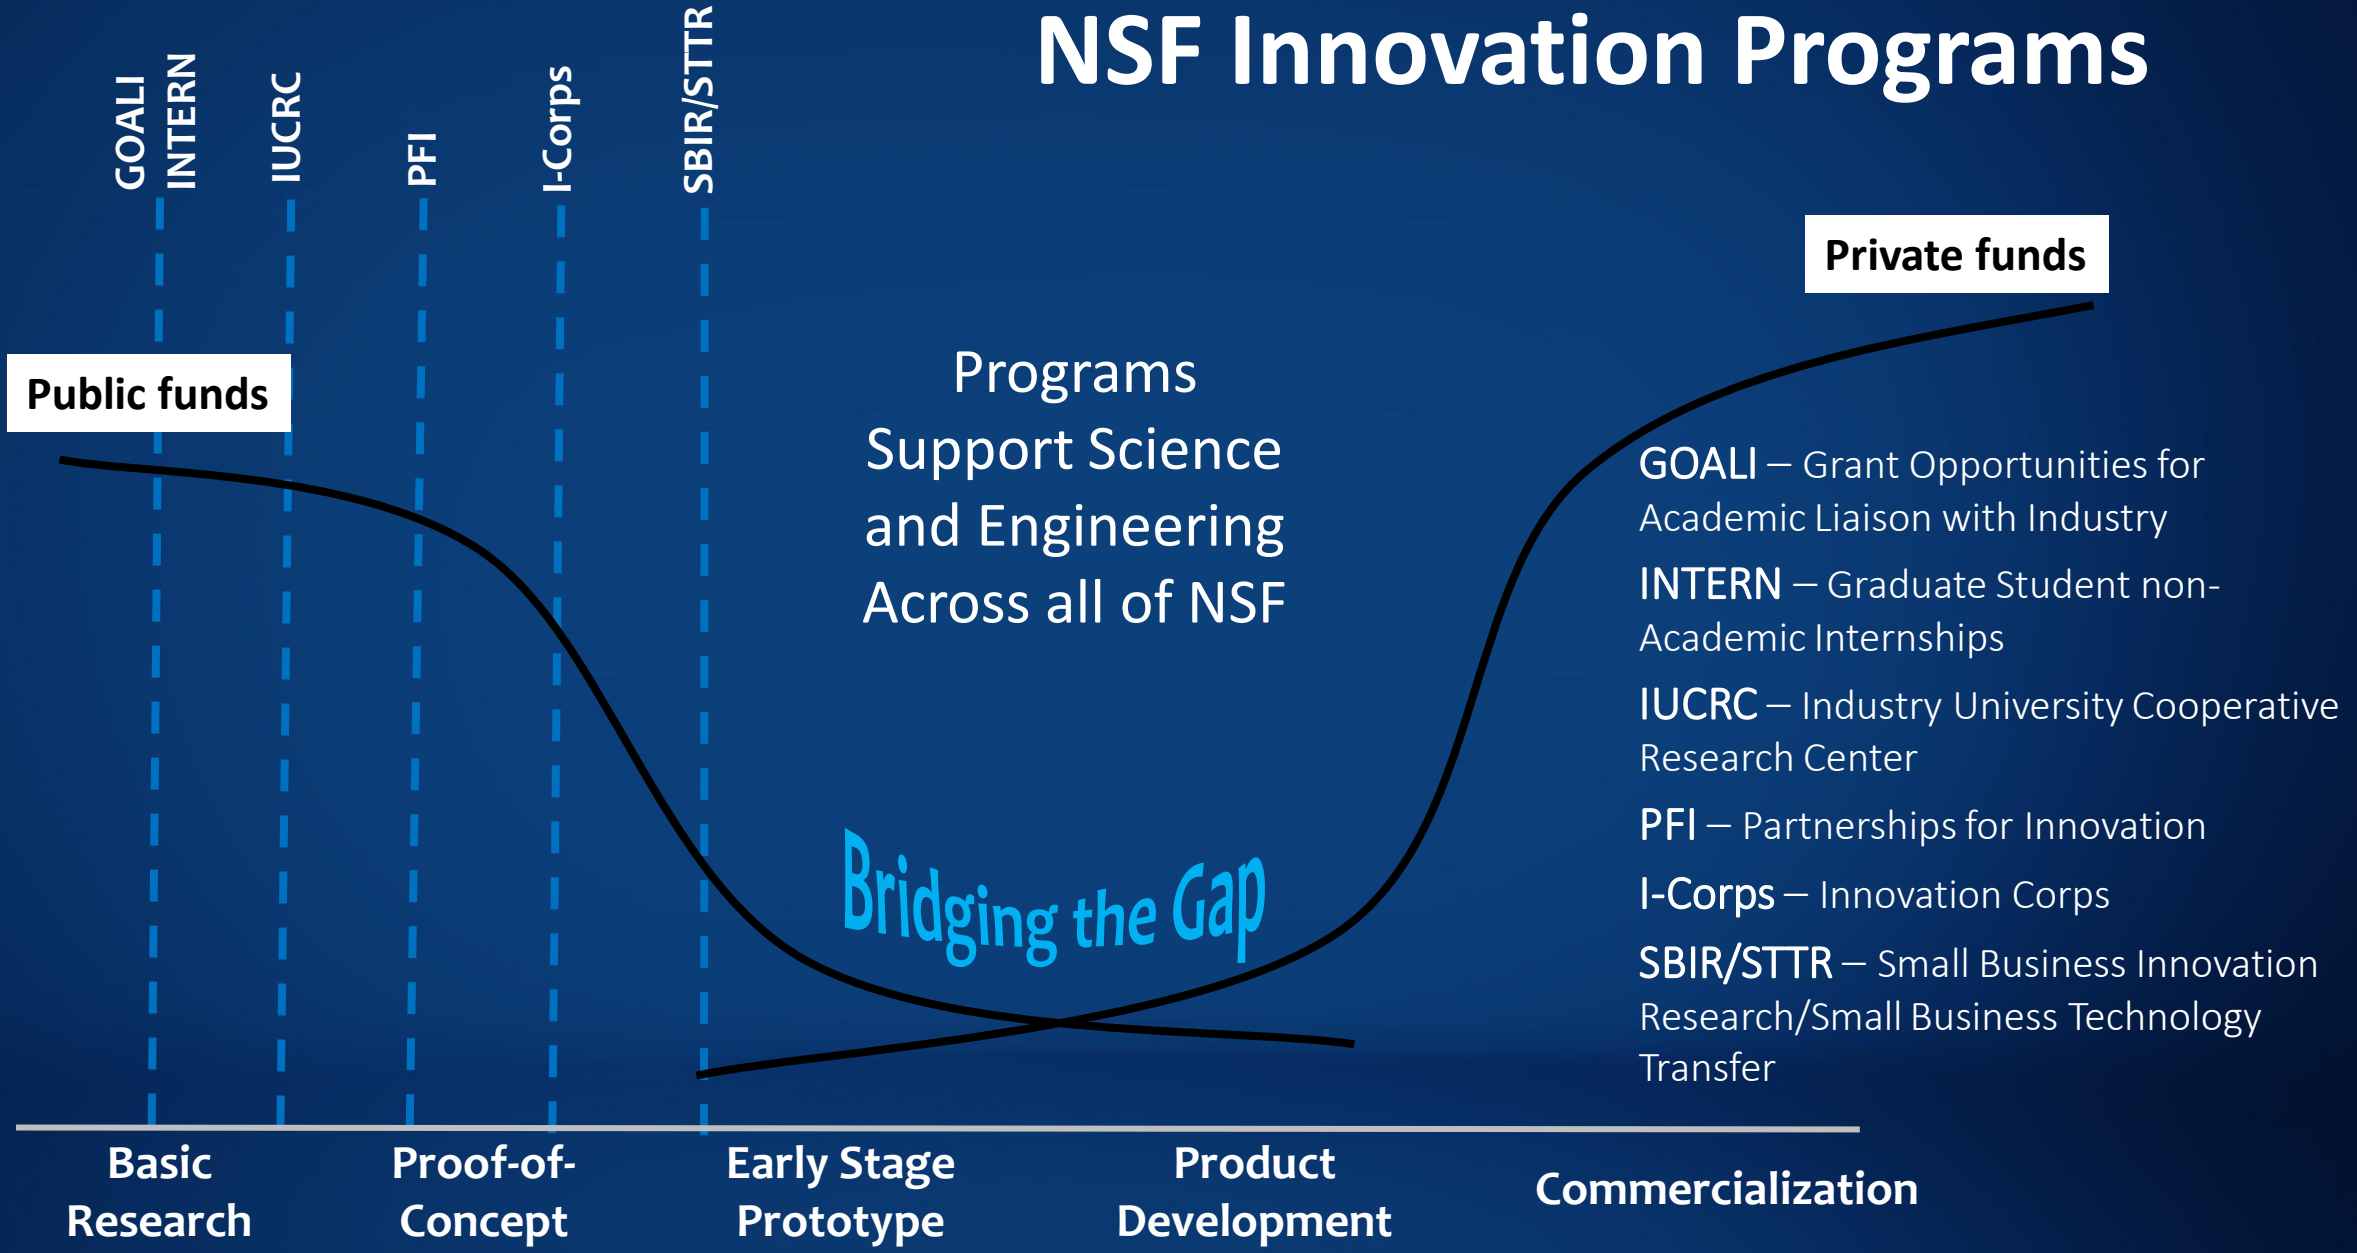 NSF Innovation Programs
GOALI
INTERN
IUCRC
PFI
I-Corps
SBIR/STTR
Private funds
Public funds
Programs
Support Science
and Engineering
Across all of NSF
GOALI – Grant Opportunities for
Academic Liaison with Industry
INTERN – Graduate Student non-
Academic Internships
IUCRC – Industry University Cooperative
Research Center
PFI – Partnerships for Innovation
I-Corps – Innovation Corps
SBIR/STTR – Small Business Innovation
Research/Small Business Technology
Transfer
Bridging the Gap
Basic
Research
Proof-of-
Concept
Early Stage
Prototype
Product
Development
Commercialization